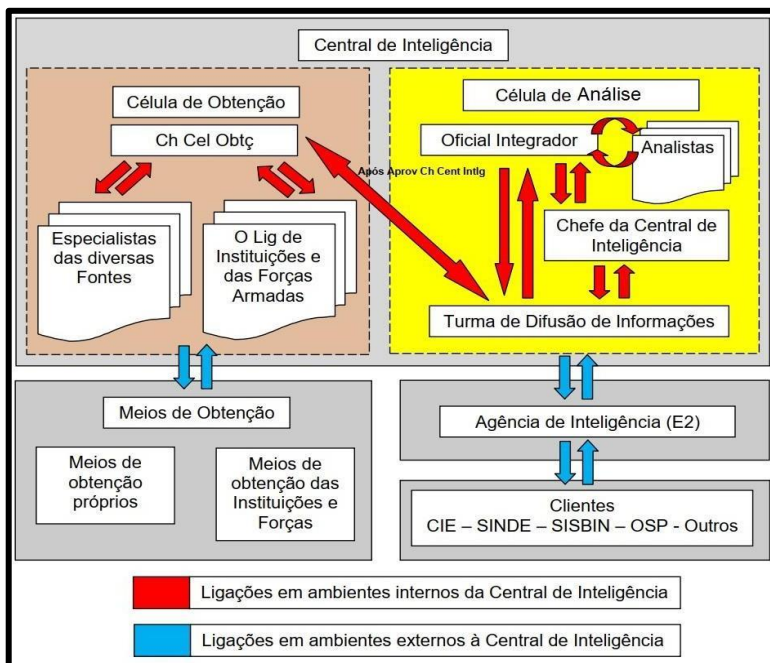 Central de Inteligência
Célula de Obtenção
Ch Cel Obtç
Especialistas
das diversas
Fontes
O Lig de
Instituições e
das Forças
Armadas
Após Aprov Ch Cent Intlg
Célula de Análise
Oficial Integrador
Analistas
Chefe da Central de
Inteligência
Turma de Difusão de Informações
Meios de Obtenção
Meios de
obtenção
próprios
Meios de
obtenção das
Instituições e
Forças
Agência de Inteligência (E2)
Clientes
CIE – SINDE – SISBIN – OSP - Outros
Ligações em ambientes internos da Central de Inteligência
Ligações em ambientes externos à Central de Inteligência